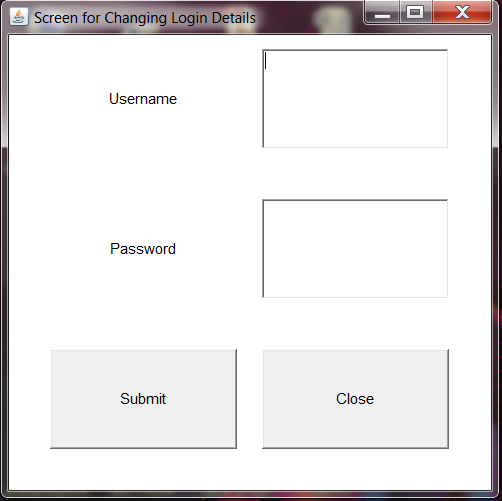 Screen for Changing Login Details
Username
Password
Submit
Close